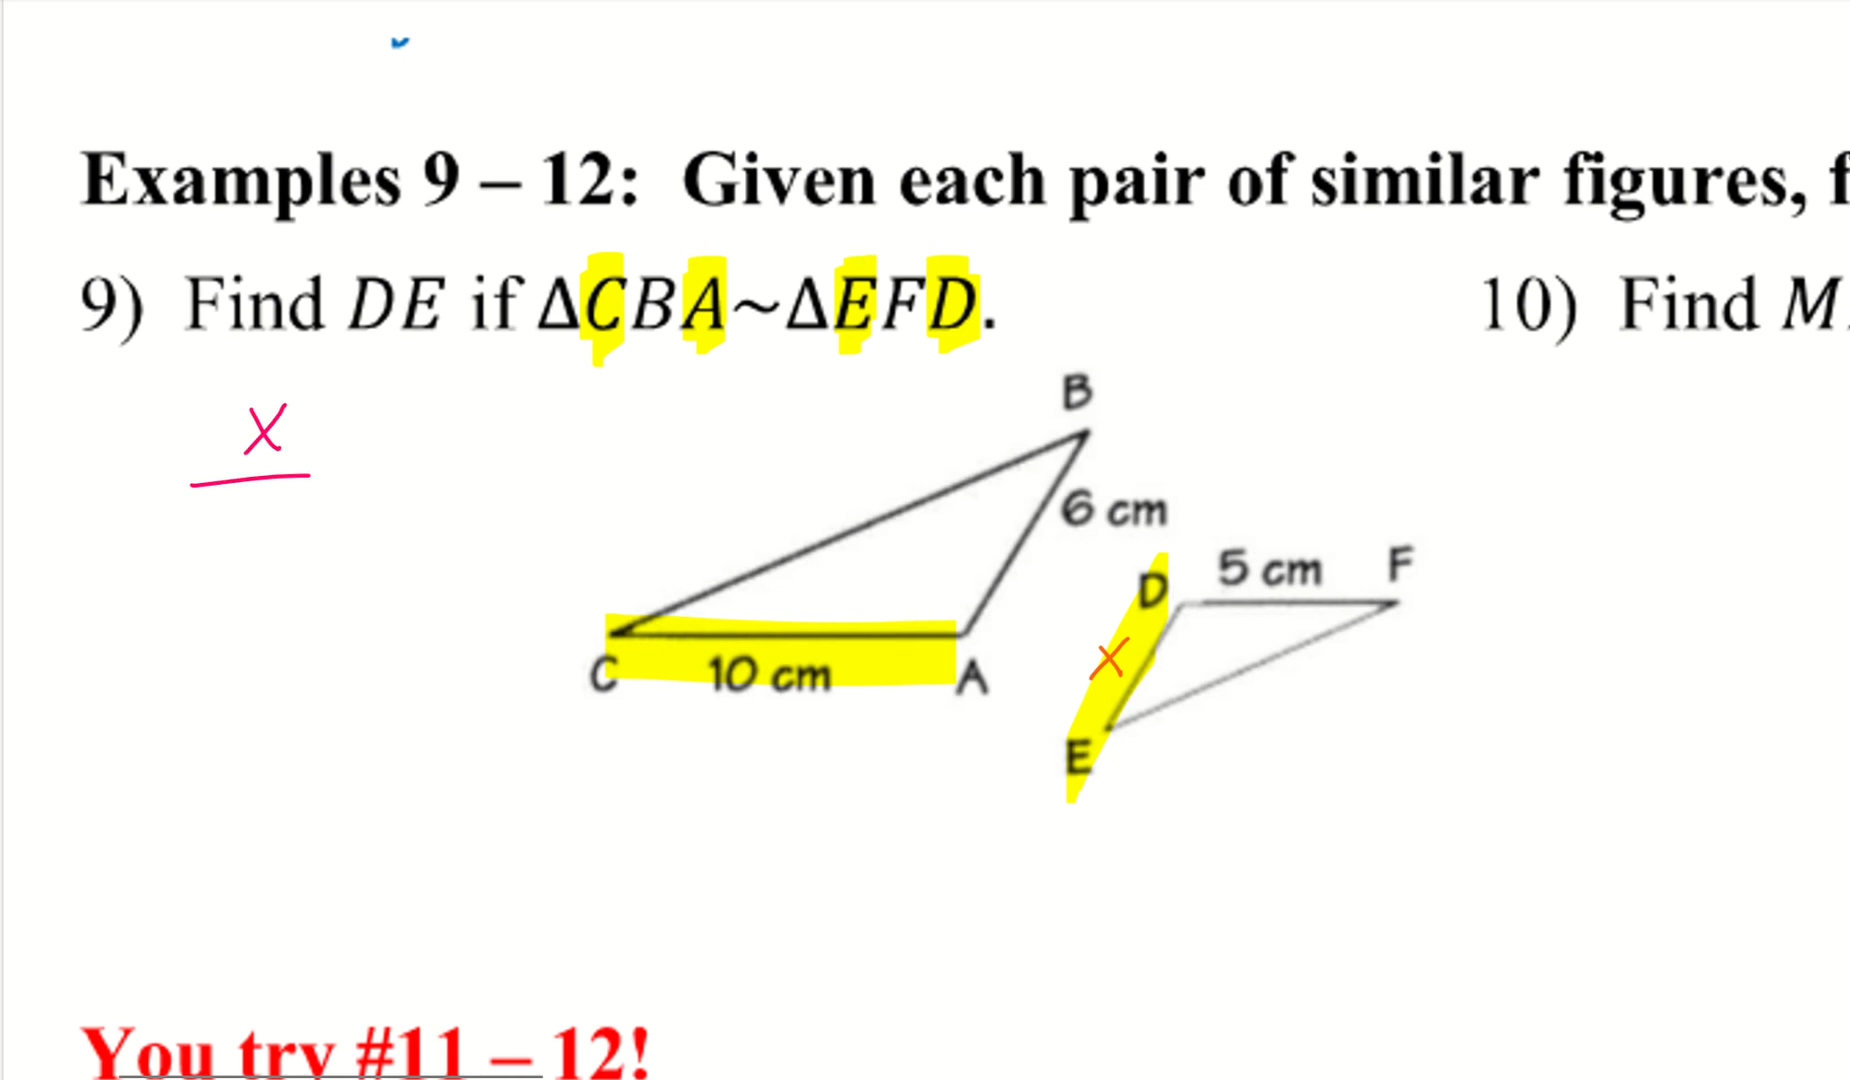 Examples 9 – 12: Given each pair of similar figures, f
9) Find DE if ΔCBA~ΔEFD.
10) Find M
X
B
6 cm
D
5 cm
F
C
10 cm
A
X
E
You try #11 – 12!